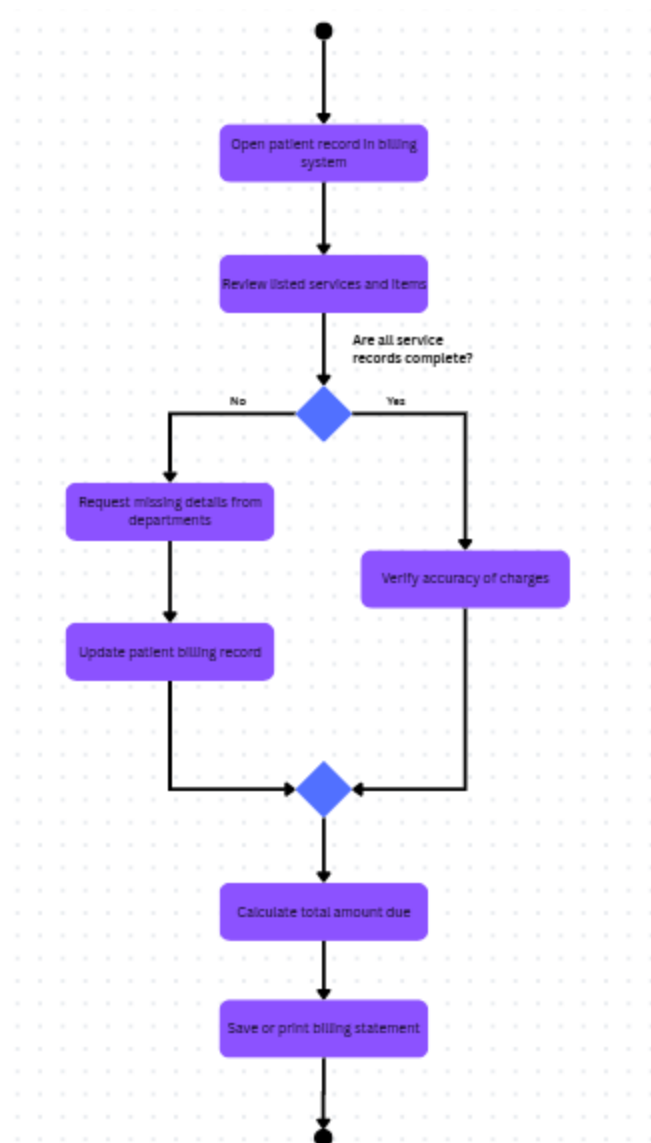 Open patient record in billing
system
Review listed services and items
Are all service
records complete?
No
Yes
Request missing details from
departments
Verify accuracy of charges
Update patient billing record
Calculate total amount due
Save or print billing statement